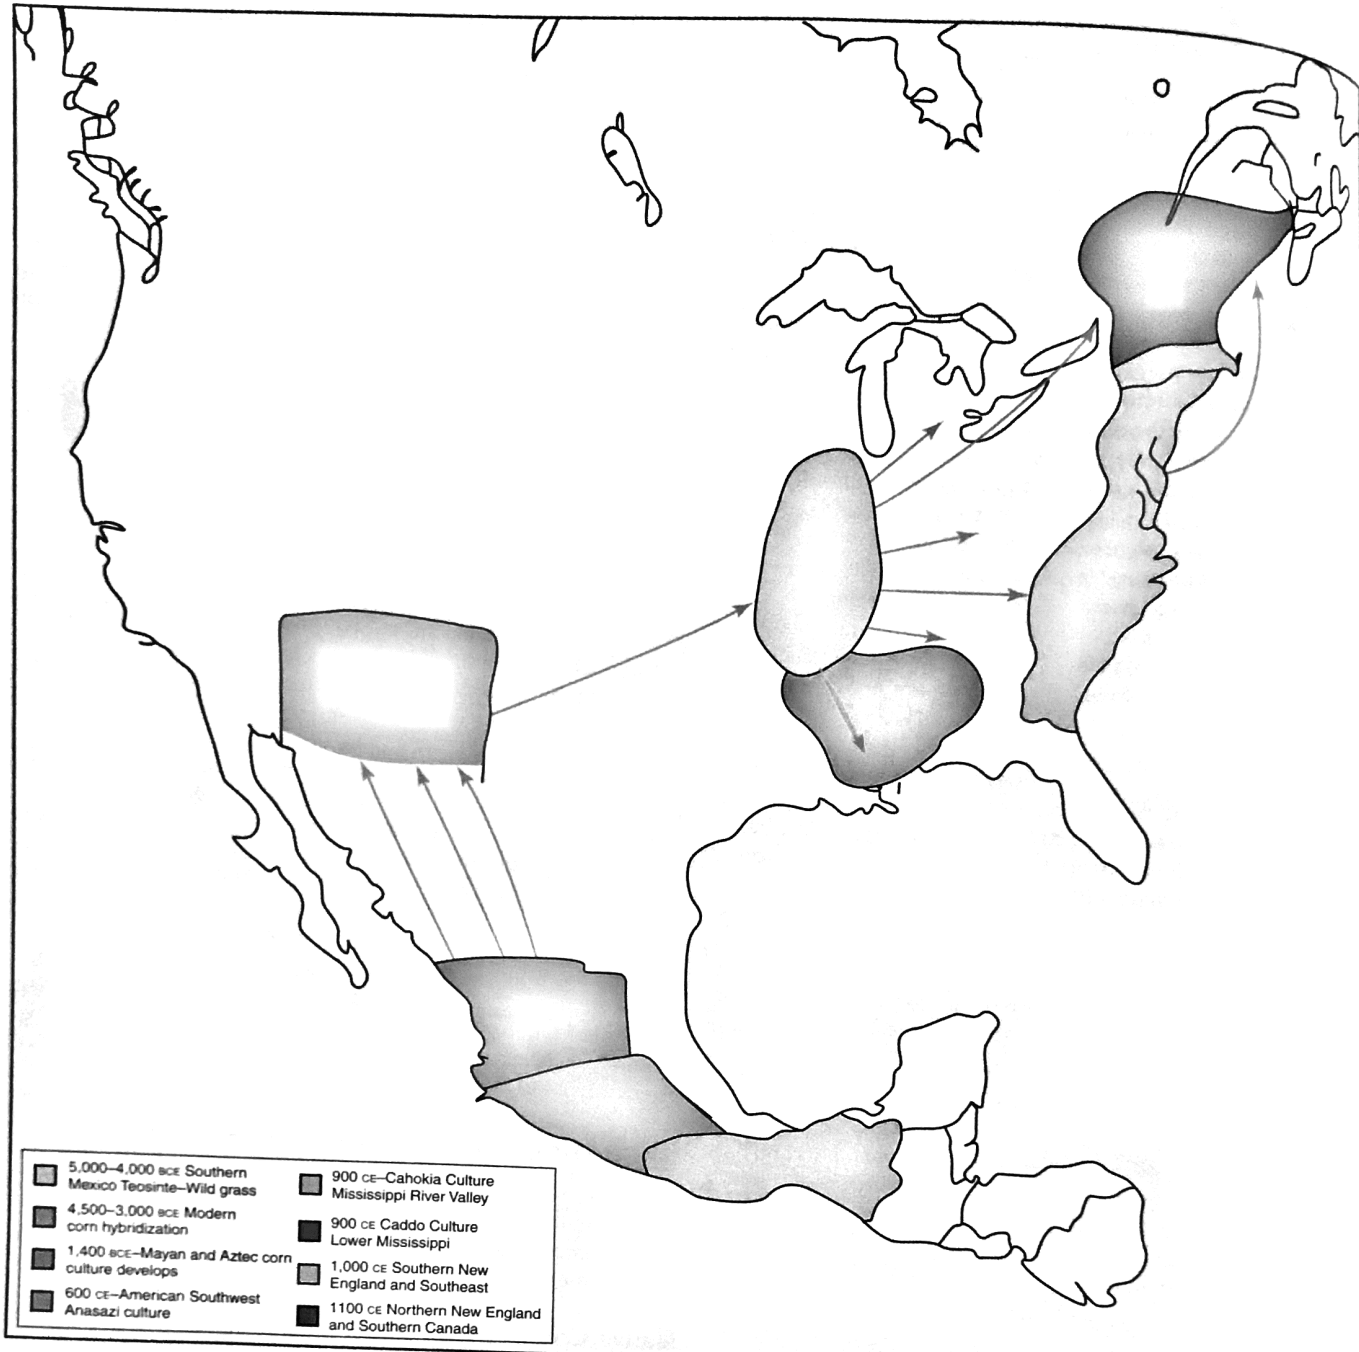 5,000–4,000 BCE Southern
Mexico Teosinte–Wild grass
4,500–3,000 BCE Modern
corn hybridization
1,400 BCE–Mayan and Aztec corn
culture develops
600 CE–American Southwest
Anasazi culture
900 CE–Cahokia Culture
Mississippi River Valley
900 CE Caddo Culture
Lower Mississippi
1,000 CE Southern New
England and Southeast
1100 CE Northern New England
and Southern Canada